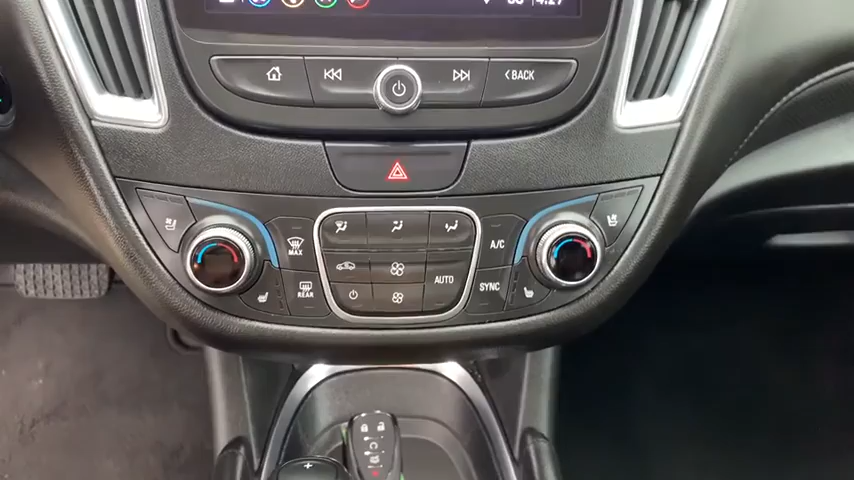 BACK
MAX
A/C
REAR
AUTO
SYNC